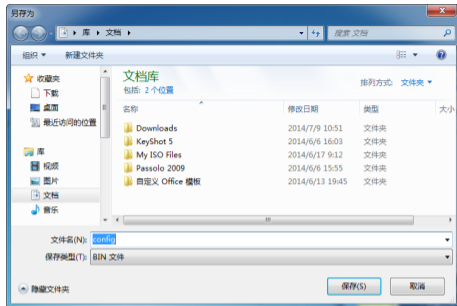 另存为
库 ▸ 文档 ▸
搜索 文档
组织 ▼ 新建文件夹
收藏夹
下载
桌面
最近访问的位置
库
视频
图片
文档
音乐
文档库
包括: 2 个位置
排列方式: 文件夹 ▼
名称 修改日期 类型 大小
Downloads 2014/7/9 10:51 文件夹
KeyShot 5 2014/6/6 16:03 文件夹
My ISO Files 2014/6/17 9:12 文件夹
Passolo 2009 2014/6/6 15:55 文件夹
自定义 Office 模板 2014/6/13 19:45 文件夹
文件名(N): config
保存类型(T): BIN 文件
隐藏文件夹
保存(S) 取消